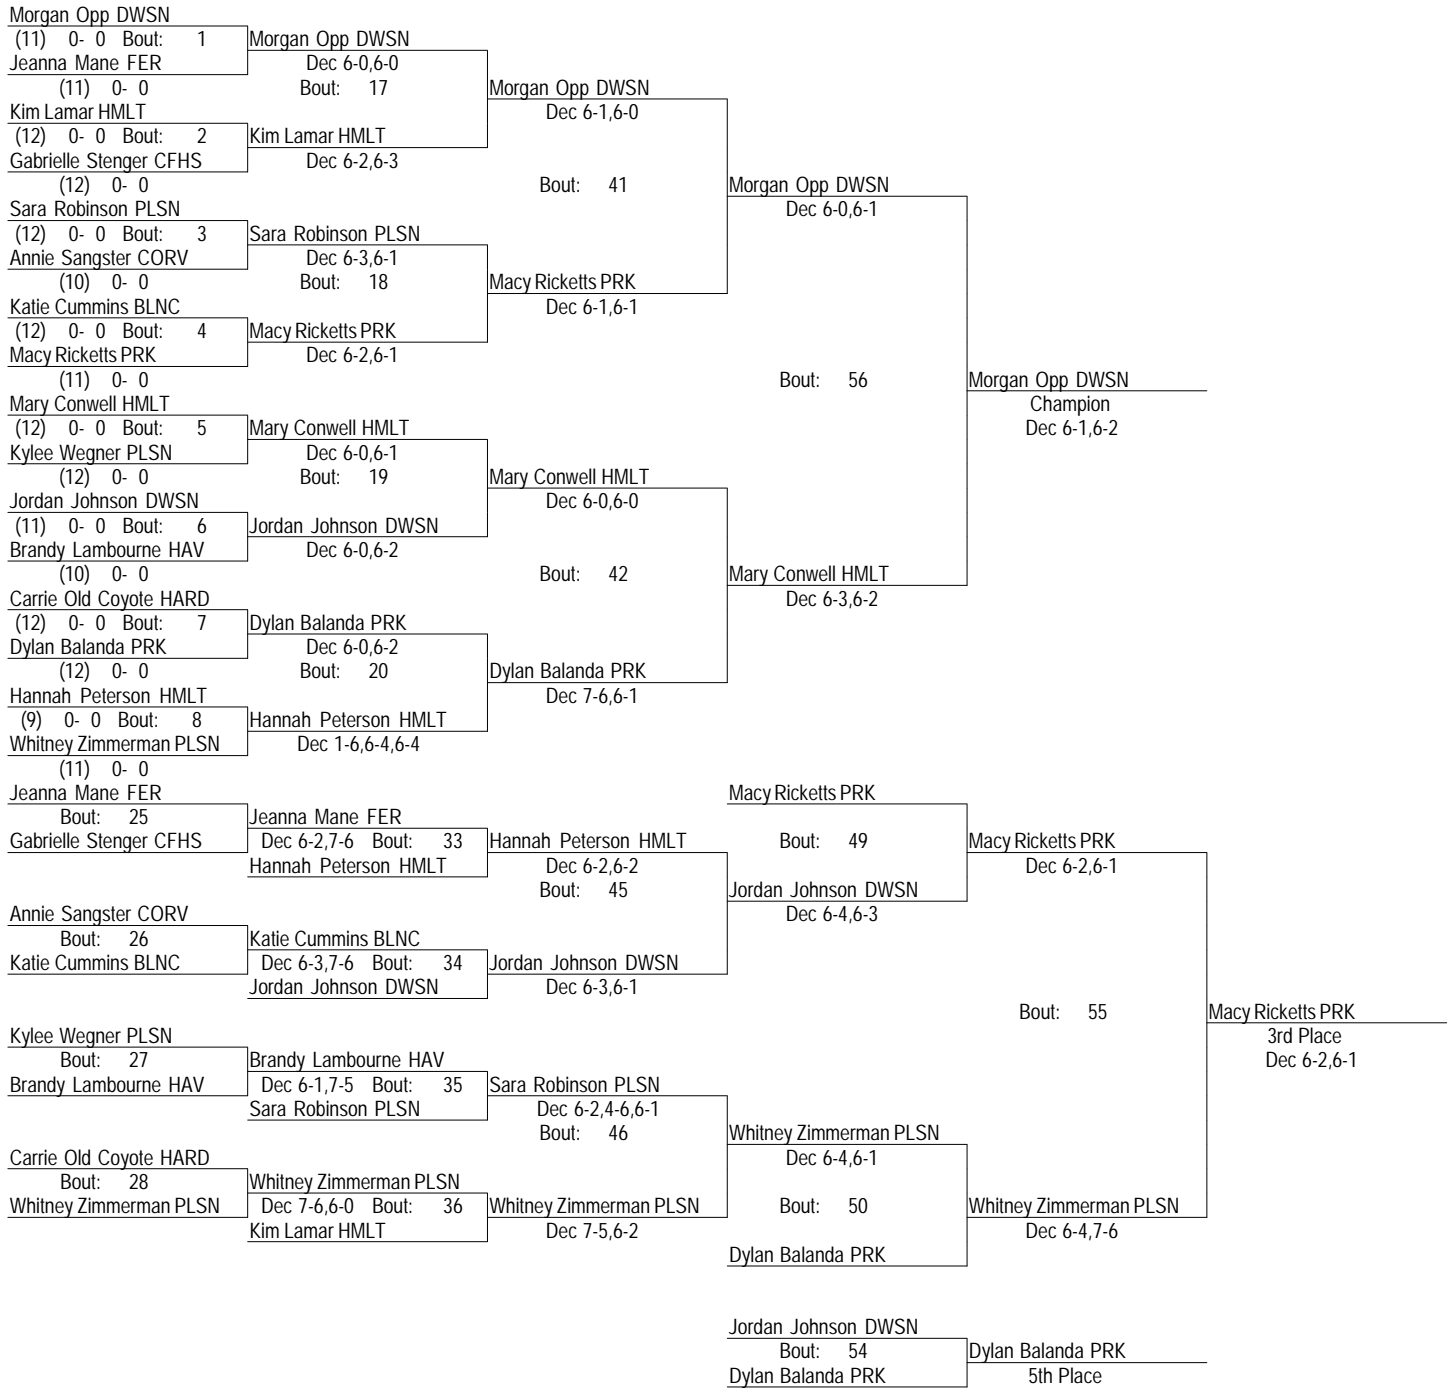 Morgan Opp DWSN
(11) 0- 0 Bout: 1 Morgan Opp DWSN
Jeanna Mane FER Dec 6-0,6-0
(11) 0- 0 Bout: 17 Morgan Opp DWSN
Kim Lamar HMLT Dec 6-1,6-0
(12) 0- 0 Bout: 2 Kim Lamar HMLT
Gabrielle Stenger CFHS Dec 6-2,6-3
(12) 0- 0 Bout: 41 Morgan Opp DWSN
Sara Robinson PLSN Dec 6-0,6-1
(12) 0- 0 Bout: 3 Sara Robinson PLSN
Annie Sangster CORV Dec 6-3,6-1
(10) 0- 0 Bout: 18 Macy Ricketts PRK
Katie Cummins BLNC Dec 6-1,6-1
(12) 0- 0 Bout: 4 Macy Ricketts PRK
Macy Ricketts PRK Dec 6-2,6-1
(11) 0- 0 Bout: 56 Morgan Opp DWSN
Mary Conwell HMLT Champion
(12) 0- 0 Bout: 5 Mary Conwell HMLT Dec 6-1,6-2
Kylee Wegner PLSN Dec 6-0,6-1
(12) 0- 0 Bout: 19 Mary Conwell HMLT
Jordan Johnson DWSN Dec 6-0,6-0
(11) 0- 0 Bout: 6 Jordan Johnson DWSN
Brandy Lambourne HAV Dec 6-0,6-2
(10) 0- 0 Bout: 42 Mary Conwell HMLT
Carrie Old Coyote HARD Dec 6-3,6-2
(12) 0- 0 Bout: 7 Dylan Balanda PRK
Dylan Balanda PRK Dec 6-0,6-2
(12) 0- 0 Bout: 20 Dylan Balanda PRK
Hannah Peterson HMLT Dec 7-6,6-1
(9) 0- 0 Bout: 8 Hannah Peterson HMLT
Whitney Zimmerman PLSN Dec 1-6,6-4,6-4
(11) 0- 0
Jeanna Mane FER Macy Ricketts PRK
Bout: 25 Jeanna Mane FER
Gabrielle Stenger CFHS Dec 6-2,7-6 Bout: 33 Hannah Peterson HMLT Bout: 49 Macy Ricketts PRK
Hannah Peterson HMLT Dec 6-2,6-2 Dec 6-2,6-1
Bout: 45 Jordan Johnson DWSN
Annie Sangster CORV Dec 6-4,6-3
Bout: 26 Katie Cummins BLNC
Katie Cummins BLNC Dec 6-3,7-6 Bout: 34 Jordan Johnson DWSN
Jordan Johnson DWSN Dec 6-3,6-1
Bout: 55 Macy Ricketts PRK
Kylee Wegner PLSN 3rd Place
Bout: 27 Brandy Lambourne HAV Dec 6-2,6-1
Brandy Lambourne HAV Dec 6-1,7-5 Bout: 35 Sara Robinson PLSN
Sara Robinson PLSN Dec 6-2,4-6,6-1
Bout: 46 Whitney Zimmerman PLSN
Carrie Old Coyote HARD Dec 6-4,6-1
Bout: 28 Whitney Zimmerman PLSN
Whitney Zimmerman PLSN Dec 7-6,6-0 Bout: 36 Whitney Zimmerman PLSN Bout: 50 Whitney Zimmerman PLSN
Kim Lamar HMLT Dec 7-5,6-2 Dec 6-4,7-6
Dylan Balanda PRK
Jordan Johnson DWSN
Bout: 54 Dylan Balanda PRK
Dylan Balanda PRK 5th Place